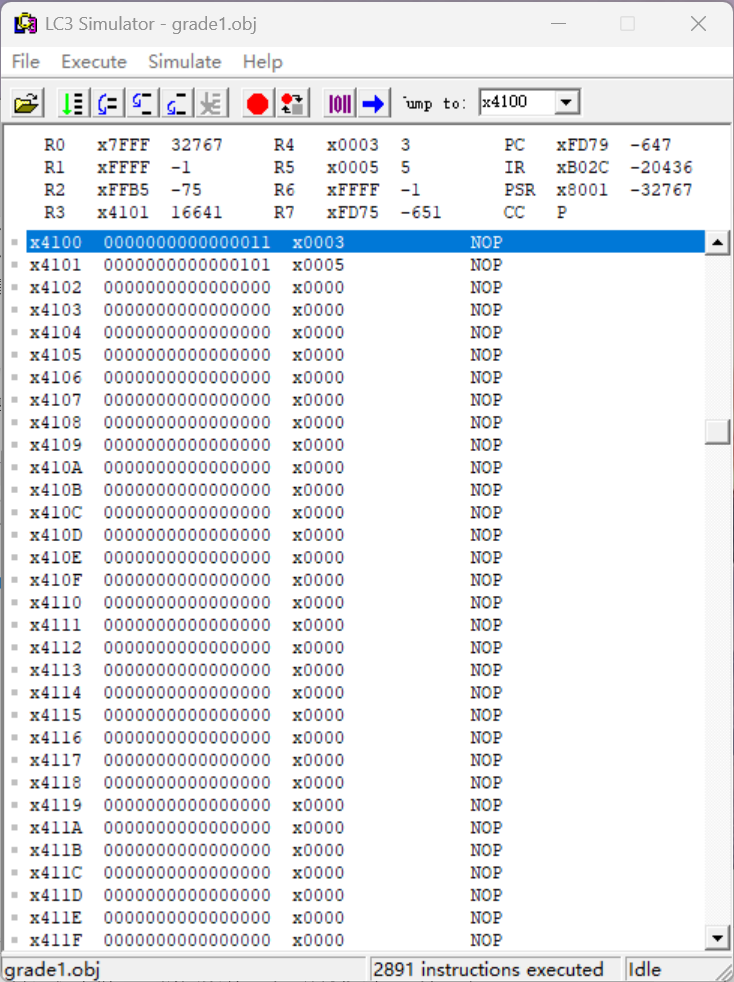 LC3 Simulator - grade1.obj
File Execute Simulate Help
Jump to: x4100
R0 x7FFF 32767 R4 x0003 3 PC xFD79 -647
R1 xFFFF -1 R5 x0005 5 IR xB02C -20436
R2 xFFB5 -75 R6 xFFFF -1 PSR x8001 -32767
R3 x4101 16641 R7 xFD75 -651 CC P
x4100 0000000000000011 x0003 NOP
x4101 0000000000000101 x0005 NOP
x4102 0000000000000000 x0000 NOP
x4103 0000000000000000 x0000 NOP
x4104 0000000000000000 x0000 NOP
x4105 0000000000000000 x0000 NOP
x4106 0000000000000000 x0000 NOP
x4107 0000000000000000 x0000 NOP
x4108 0000000000000000 x0000 NOP
x4109 0000000000000000 x0000 NOP
x410A 0000000000000000 x0000 NOP
x410B 0000000000000000 x0000 NOP
x410C 0000000000000000 x0000 NOP
x410D 0000000000000000 x0000 NOP
x410E 0000000000000000 x0000 NOP
x410F 0000000000000000 x0000 NOP
x4110 0000000000000000 x0000 NOP
x4111 0000000000000000 x0000 NOP
x4112 0000000000000000 x0000 NOP
x4113 0000000000000000 x0000 NOP
x4114 0000000000000000 x0000 NOP
x4115 0000000000000000 x0000 NOP
x4116 0000000000000000 x0000 NOP
x4117 0000000000000000 x0000 NOP
x4118 0000000000000000 x0000 NOP
x4119 0000000000000000 x0000 NOP
x411A 0000000000000000 x0000 NOP
x411B 0000000000000000 x0000 NOP
x411C 0000000000000000 x0000 NOP
x411D 0000000000000000 x0000 NOP
x411E 0000000000000000 x0000 NOP
x411F 0000000000000000 x0000 NOP
grade1.obj 2891 instructions executed Idle